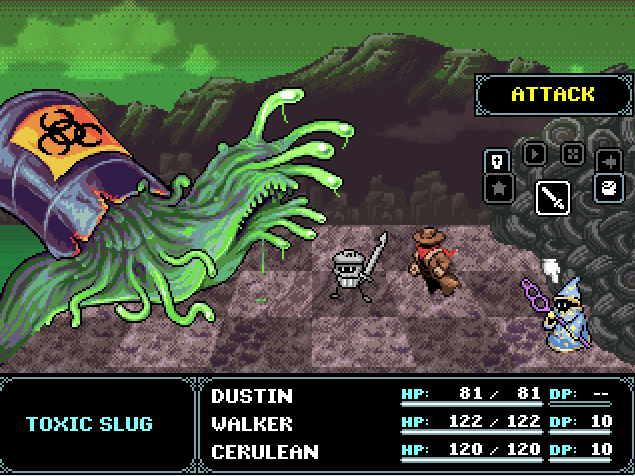 ATTACK
DUSTIN HP: 81 / 81 DP: --
TOXIC SLUG WALKER HP: 122 / 122 DP: 10
CERULEAN HP: 120 / 120 DP: 10